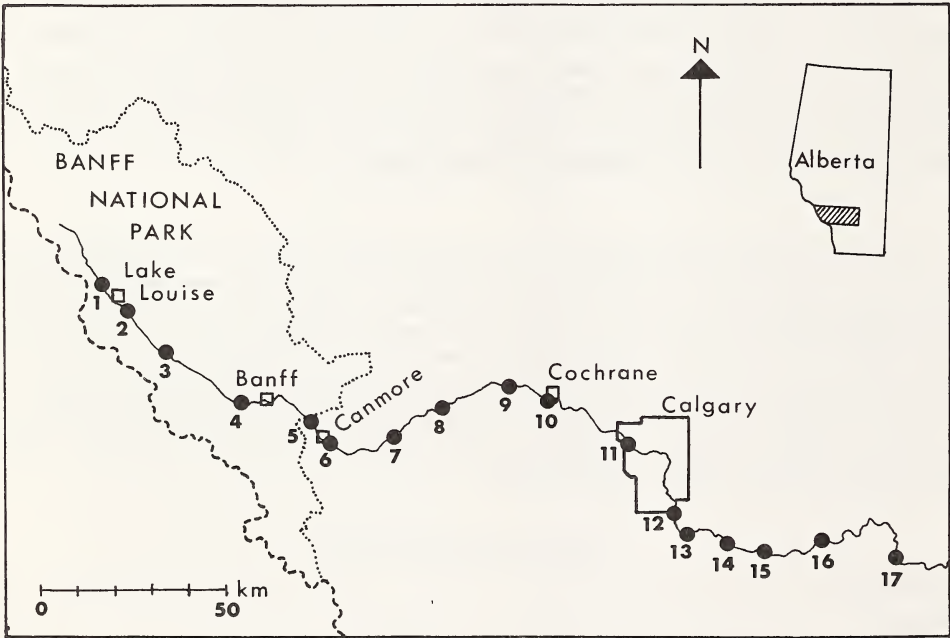 N
Alberta
BANFF
NATIONAL
PARK
Lake
Louise
1
2
3
Banff
4
5
Canmore
6
7
8
9
Cochrane
10
Calgary
11
12
13
14
15
16
17
km
0 50